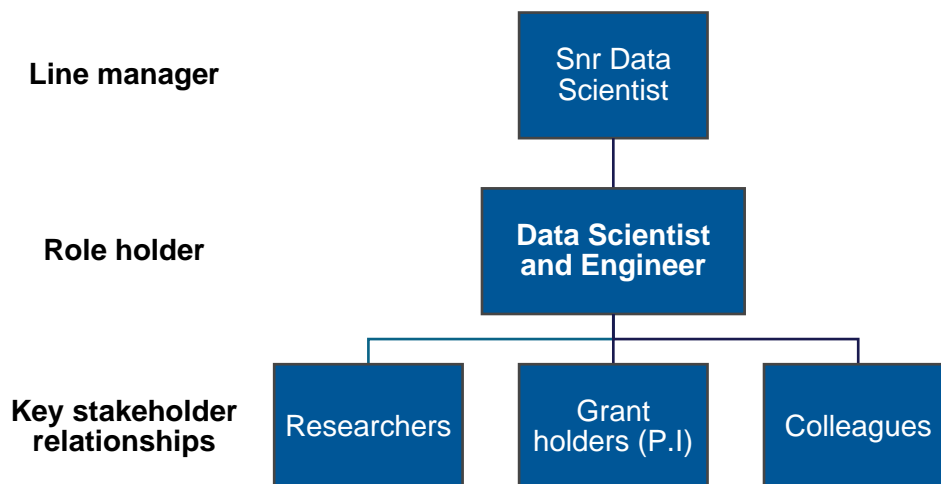 Line manager
Snr Data
Scientist
Role holder
Data Scientist
and Engineer
Key stakeholder
relationships
Researchers
Grant
holders (P.I)
Colleagues